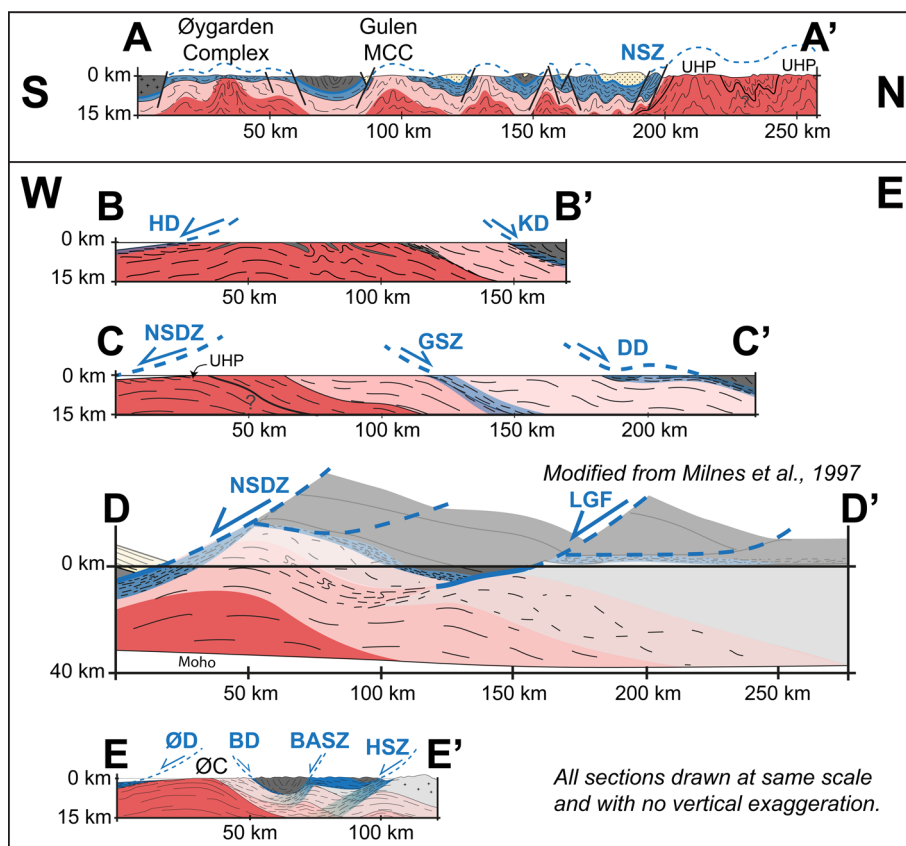 A
Øygarden
Complex
Gulen
MCC
NSZ
A'
S
N
UHP
UHP
0 km
15 km
?
50 km
100 km
150 km
200 km
250 km
W
E
B
HD
KD
B'
0 km
15 km
50 km
100 km
150 km
C
NSDZ
UHP
GSZ
DD
C'
0 km
15 km
?
50 km
100 km
150 km
200 km
Modified from Milnes et al., 1997
D
NSDZ
LGF
D'
0 km
Moho
40 km
50 km
100 km
150 km
200 km
250 km
E
ØD
ØC
BD
BASZ
HSZ
E'
0 km
15 km
50 km
100 km
All sections drawn at same scale
and with no vertical exaggeration.